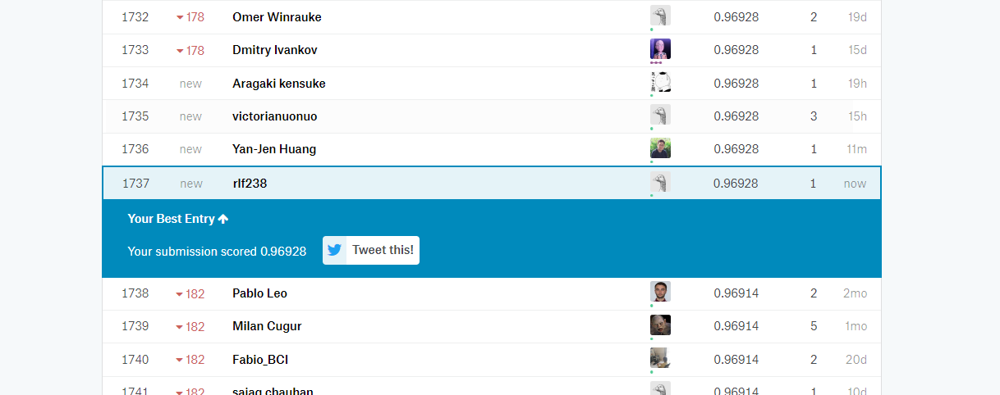 1732 178 Omer Winrauke 0.96928 2 19d
1733 178 Dmitry Ivankov 0.96928 1 15d
1734 new Aragaki kensuke 0.96928 1 19h
1735 new victorianuonuo 0.96928 3 15h
1736 new Yan-Jen Huang 0.96928 1 11m
1737 new rlf238 0.96928 1 now
Your Best Entry
Your submission scored 0.96928 Tweet this!
1738 182 Pablo Leo 0.96914 2 2mo
1739 182 Milan Cugur 0.96914 5 1mo
1740 182 Fabio_BCI 0.96914 2 20d
1741 182 sajag chauhan 0.96914 1 10d